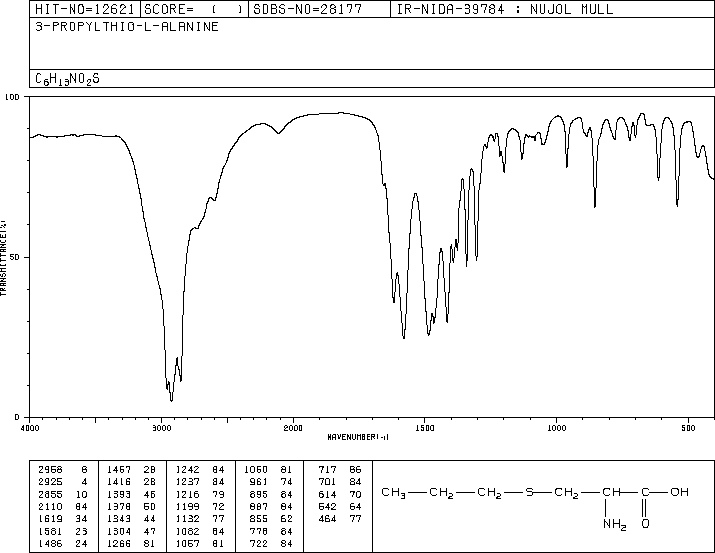 HIT-NO=12621 SCORE= ( ) SDBS-NO=28177 IR-NIDA-39784 : NUJOL MULL
3-PROPYLTHIO-L-ALANINE
C6H13NO2S
100
50
0
TRANSMITTANCE(%)
4000 3000 2000 1500 1000 500
WAVENUMBER(-1)
2968 6 1467 28 1242 84 1060 81 717 86
2925 4 1416 28 1237 84 961 74 701 84
2855 10 1393 46 1216 79 895 84 614 70
2110 84 1378 50 1199 72 887 84 542 64
1619 34 1343 44 1132 77 855 62 464 77
1581 23 1304 47 1082 84 778 84
1486 24 1266 81 1057 81 722 84
CH3 CH2 CH2 S CH2 CH C OH
NH2 O